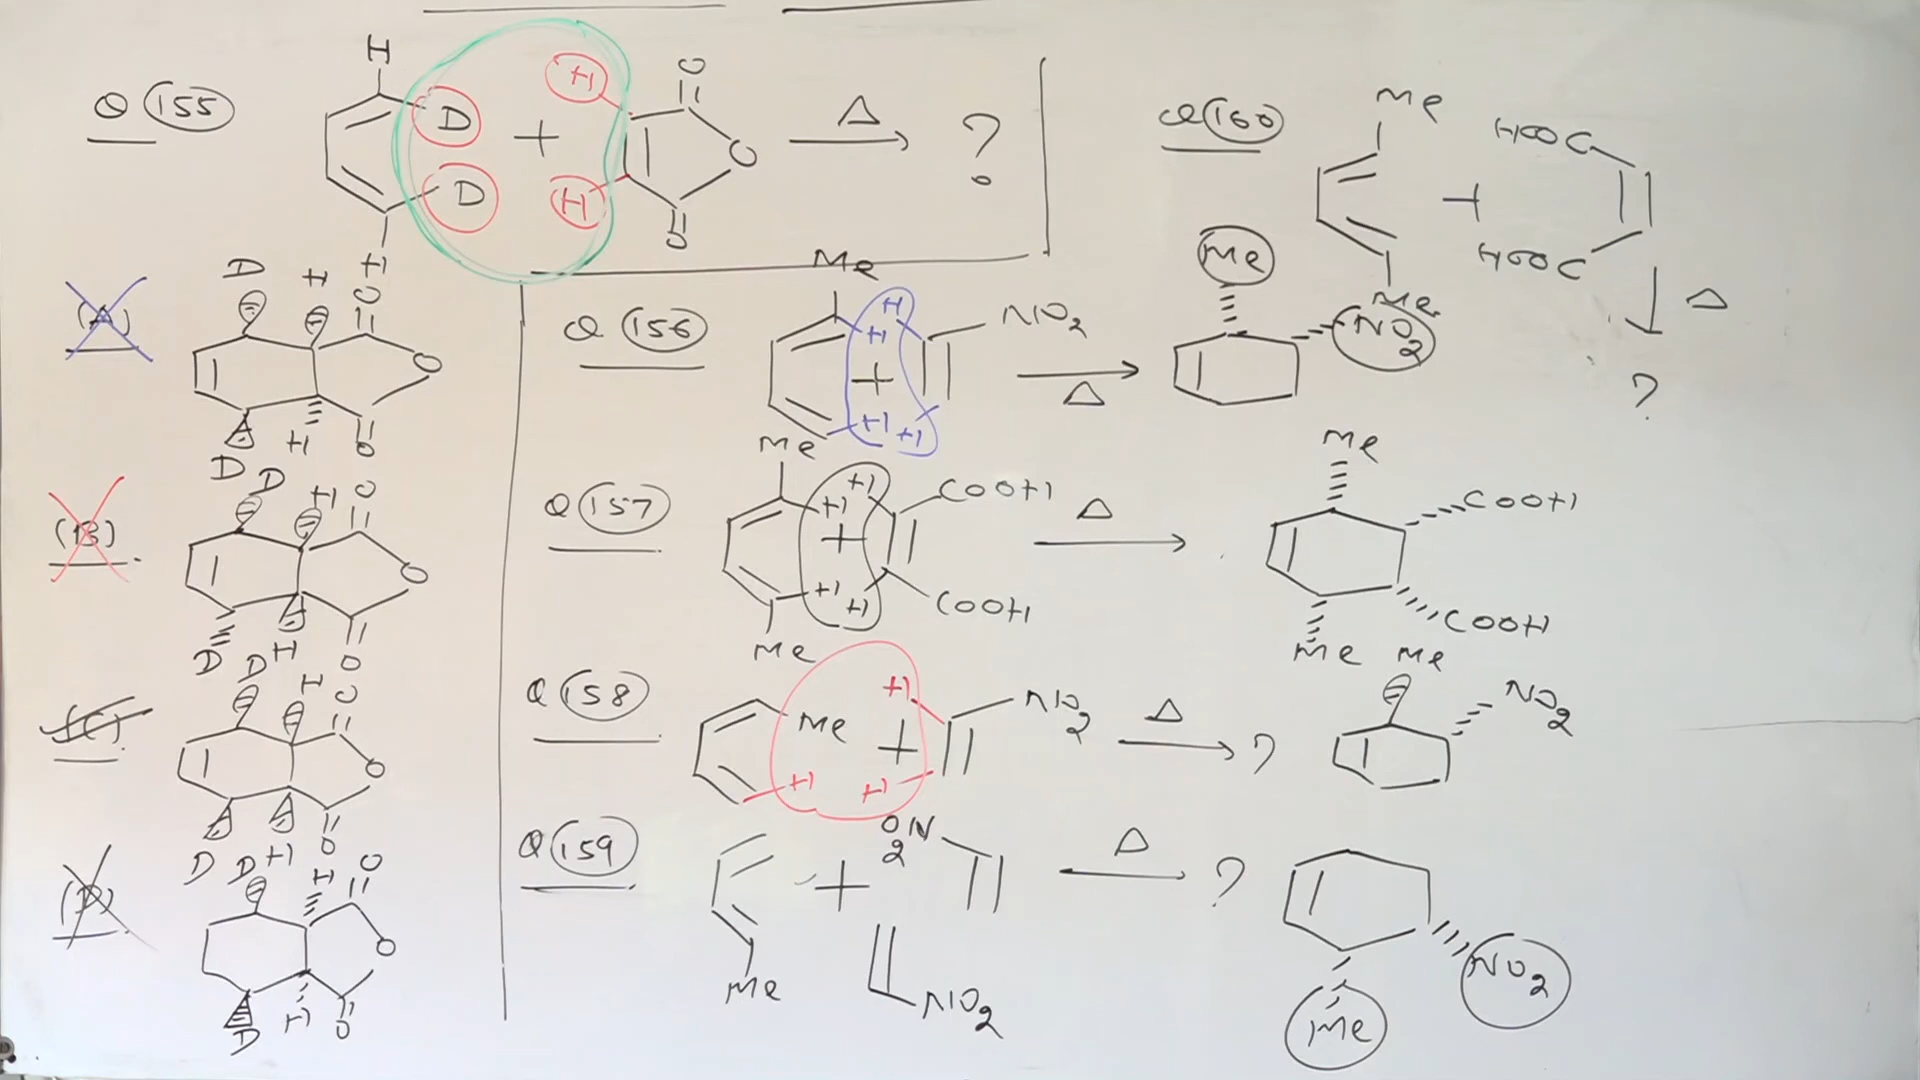 Q 155
H
D
D
+
H
H
O
O
O
Δ
?
(A)
D
H
O
O
O
H
D
(B)
D
H
O
O
O
D
H
(C)
D
H
O
O
O
D
H
(D)
D
H
O
O
O
D
H
Q 156
Me
H
H
H
H
+
NO2
Δ
Me
NO2
Q 157
Me
H
H
H
H
+
COOH
COOH
Me
Δ
Me
COOH
COOH
Me
Q 158
Me
H
+
H
H
NO2
Δ
?
Me
NO2
Q 159
Me
+
O2N
NO2
Δ
?
NO2
Me
Q 160
Me
Me
+
HOOC
HOOC
Δ
?